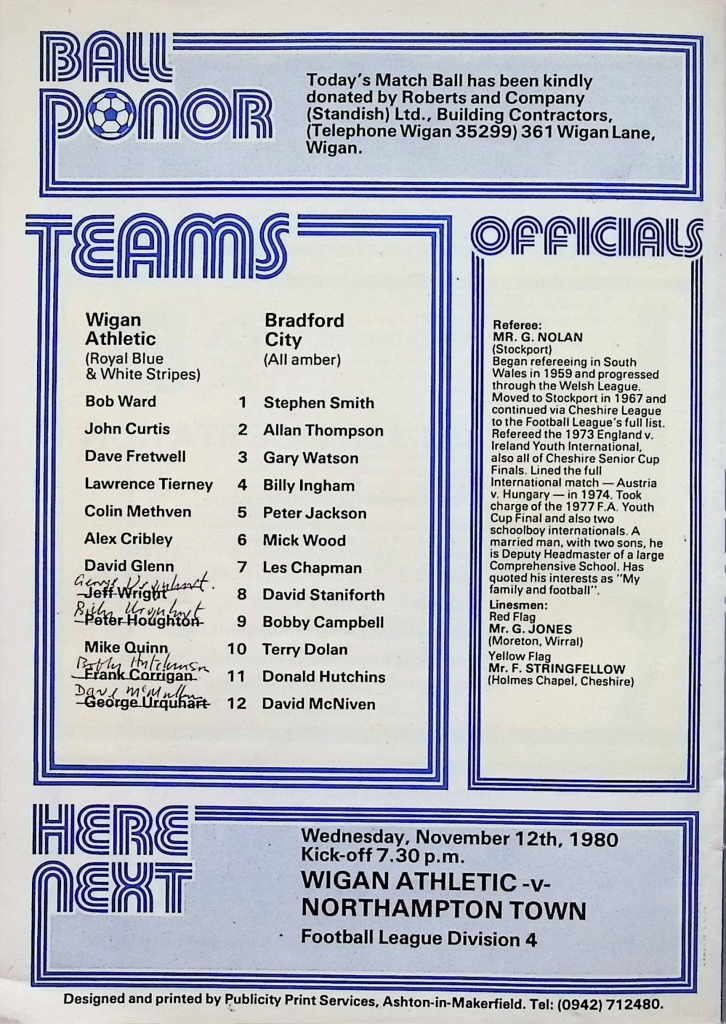 BALL
DONOR
Today's Match Ball has been kindly
donated by Roberts and Company
(Standish) Ltd., Building Contractors,
(Telephone Wigan 35299) 361 Wigan Lane,
Wigan.
TEAMS
Wigan Athletic
(Royal Blue
& White Stripes)
Bradford City
(All amber)
Bob Ward 1 Stephen Smith
John Curtis 2 Allan Thompson
Dave Fretwell 3 Gary Watson
Lawrence Tierney 4 Billy Ingham
Colin Methven 5 Peter Jackson
Alex Cribley 6 Mick Wood
David Glenn 7 Les Chapman
George Urquhart.
Jeff Wright 8 David Staniforth
Billy Urquhart
Peter Houghton 9 Bobby Campbell
Mike Quinn 10 Terry Dolan
Bobby Hutchinson
Frank Corrigan 11 Donald Hutchins
Dave McMullen
George Urquhart 12 David McNiven
OFFICIALS
Referee:
MR. G. NOLAN
(Stockport)
Began refereeing in South
Wales in 1959 and progressed
through the Welsh League.
Moved to Stockport in 1967 and
continued via Cheshire League
to the Football League's full list.
Refereed the 1973 England v.
Ireland Youth International,
also all of Cheshire Senior Cup
Finals. Lined the full
International match — Austria
v. Hungary — in 1974. Took
charge of the 1977 F.A. Youth
Cup Final and also two
schoolboy internationals. A
married man, with two sons, he
is Deputy Headmaster of a large
Comprehensive School. Has
quoted his interests as "My
family and football".
Linesmen:
Red Flag
Mr. G. JONES
(Moreton, Wirral)
Yellow Flag
Mr. F. STRINGFELLOW
(Holmes Chapel, Cheshire)
HERE
NEXT
Wednesday, November 12th, 1980
Kick-off 7.30 p.m.
WIGAN ATHLETIC -v-
NORTHAMPTON TOWN
Football League Division 4
Designed and printed by Publicity Print Services, Ashton-in-Makerfield. Tel: (0942) 712480.